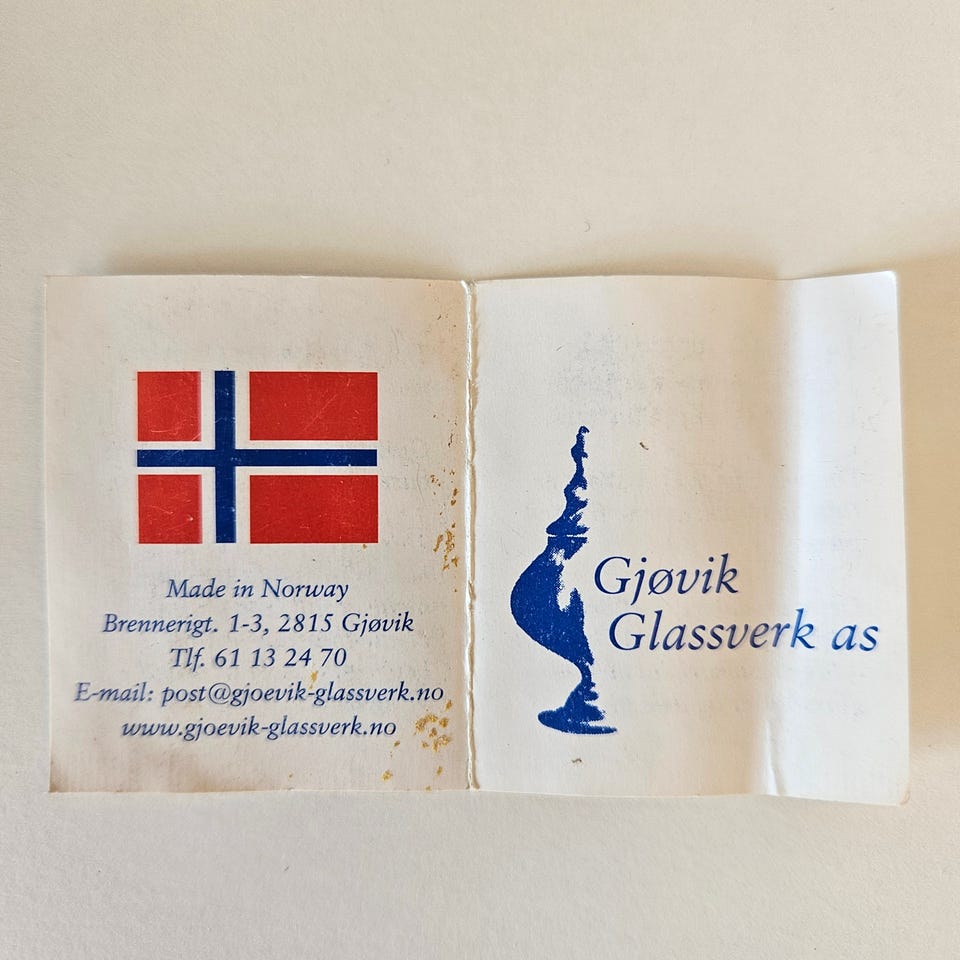 Made in Norway
Brennerigt. 1-3, 2815 Gjøvik
Tlf. 61 13 24 70
E-mail: post@gjoevik-glassverk.no
www.gjoevik-glassverk.no
Gjøvik
Glassverk as